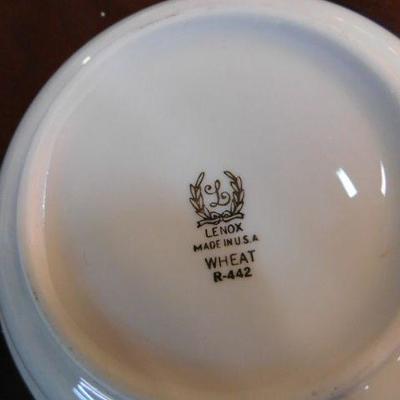 L
LENOX
MADE IN U.S.A
WHEAT
R-442